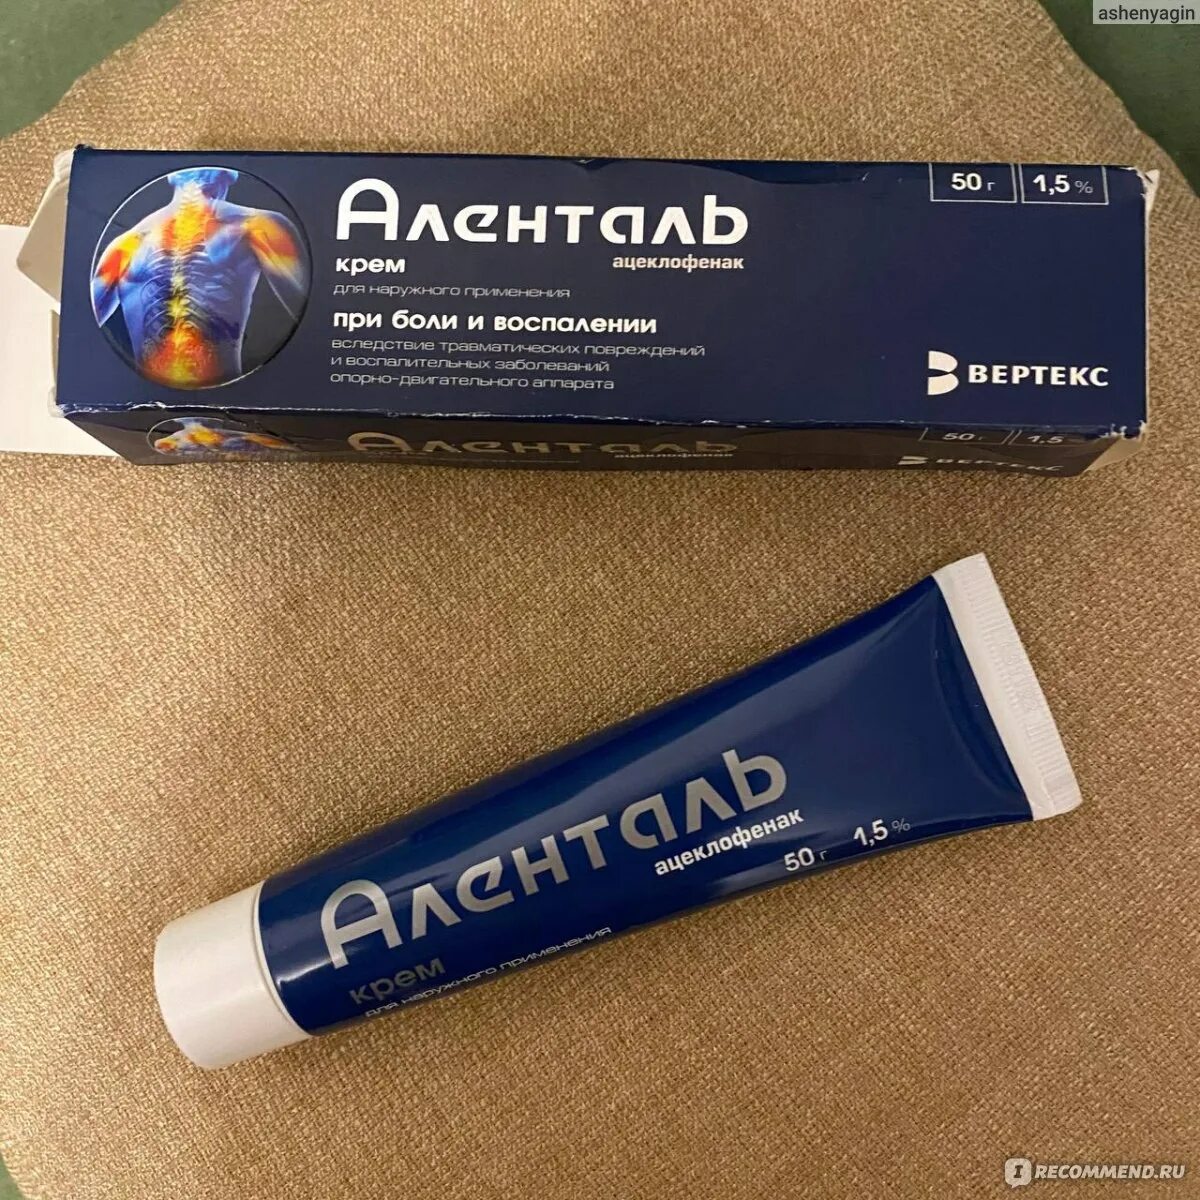 ashenyagin
50 г 1,5 %
Аленталь
ацеклофенак
крем
для наружного применения
при боли и воспалении
вследствие травматических повреждений
и воспалительных заболеваний
опорно-двигательного аппарата
ВЕРТЕКС
Аленталь
ацеклофенак
50 г 1,5
ВЕРТЕКС
Аленталь
ацеклофенак
50 г 1,5 %
крем
для наружного применения
IRECOMMEND.RU